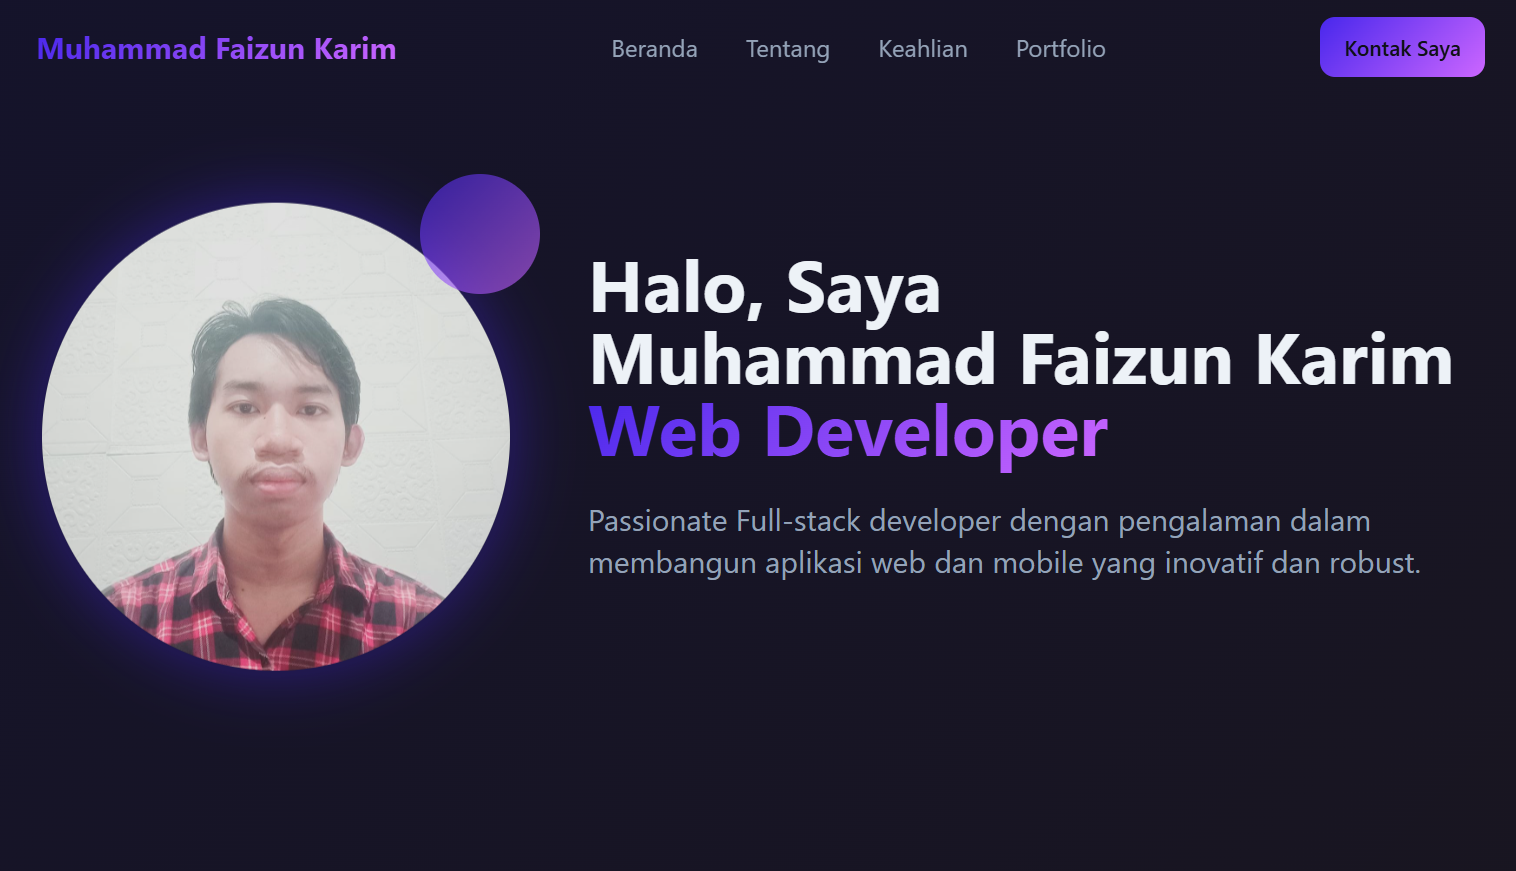 Muhammad Faizun Karim
Beranda
Tentang
Keahlian
Portfolio
Kontak Saya
Halo, Saya
Muhammad Faizun Karim
Web Developer
Passionate Full-stack developer dengan pengalaman dalam
membangun aplikasi web dan mobile yang inovatif dan robust.